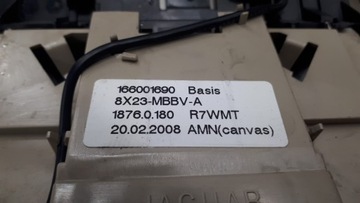 166001690 Basis
8X23-MBBV-A
1876.0.180 R7WMT
20.02.2008 AMN(canvas)
JAGUAR